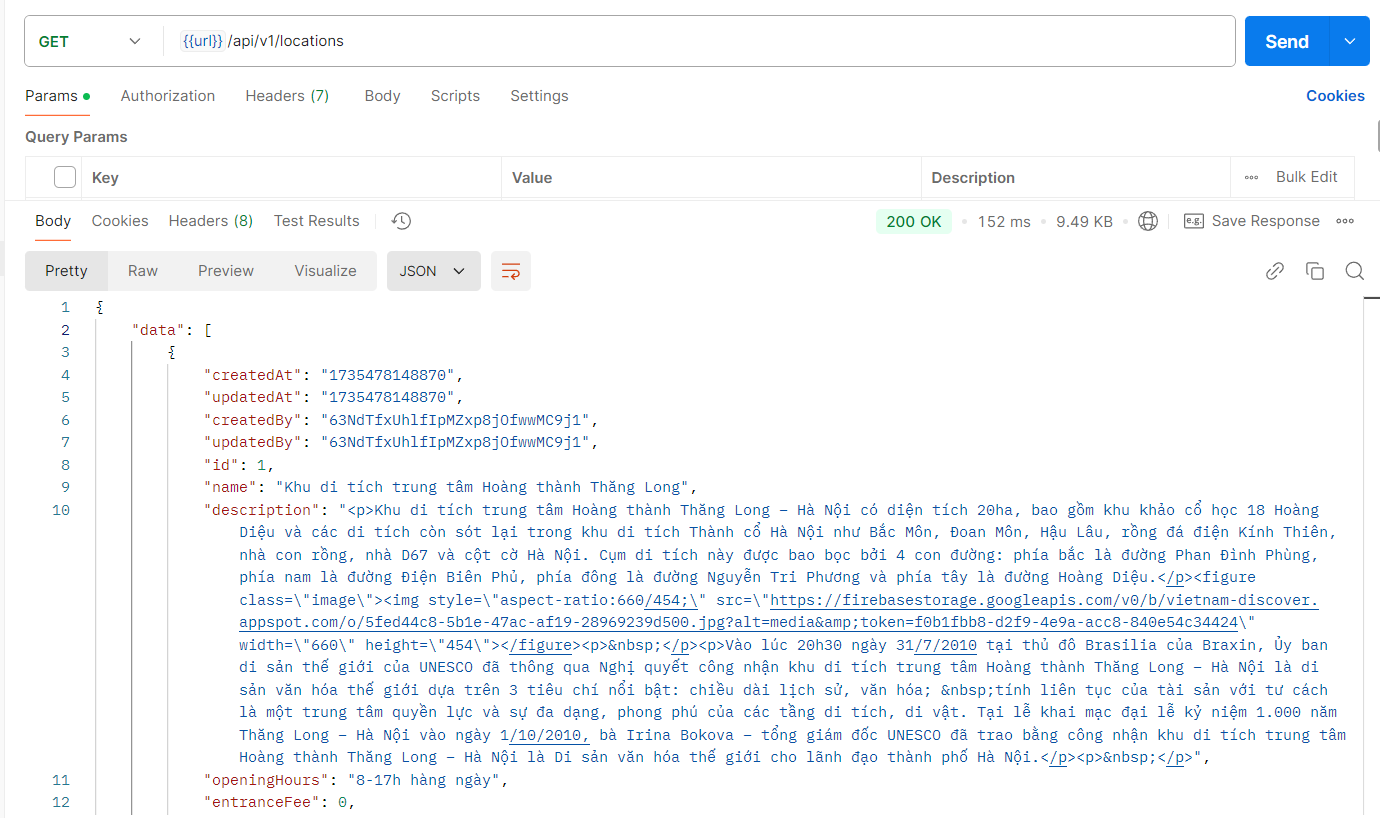 GET {{url}} /api/v1/locations Send
Params Authorization Headers (7) Body Scripts Settings Cookies
Query Params
Key Value Description Bulk Edit
Body Cookies Headers (8) Test Results 200 OK 152 ms 9.49 KB e.g. Save Response
Pretty Raw Preview Visualize JSON
1 {
2 "data": [
3 {
4 "createdAt": "1735478148870",
5 "updatedAt": "1735478148870",
6 "createdBy": "63NdTfxUhlfIpMZxp8jOfwwMC9j1",
7 "updatedBy": "63NdTfxUhlfIpMZxp8jOfwwMC9j1",
8 "id": 1,
9 "name": "Khu di tích trung tâm Hoàng thành Thăng Long",
10 "description": "<p>Khu di tích trung tâm Hoàng thành Thăng Long – Hà Nội có diện tích 20ha, bao gồm khu khảo cổ học 18 Hoàng
Diệu và các di tích còn sót lại trong khu di tích Thành cổ Hà Nội như Bắc Môn, Đoan Môn, Hậu Lâu, rồng đá điện Kính Thiên,
nhà con rồng, nhà D67 và cột cờ Hà Nội. Cụm di tích này được bao bọc bởi 4 con đường: phía bắc là đường Phan Đình Phùng,
phía nam là đường Điện Biên Phủ, phía đông là đường Nguyễn Tri Phương và phía tây là đường Hoàng Diệu.</p><figure
class=\"image\"><img style=\"aspect-ratio:660/454;\" src=\"https://firebasestorage.googleapis.com/v0/b/vietnam-discover.
appspot.com/o/5fed44c8-5b1e-47ac-af19-28969239d500.jpg?alt=media&amp;token=f0b1fbb8-d2f9-4e9a-acc8-840e54c34424\"
width=\"660\" height=\"454\"></figure><p>&nbsp;</p><p>Vào lúc 20h30 ngày 31/7/2010 tại thủ đô Brasilia của Braxin, Ủy ban
di sản thế giới của UNESCO đã thông qua Nghị quyết công nhận khu di tích trung tâm Hoàng thành Thăng Long – Hà Nội là di
sản văn hóa thế giới dựa trên 3 tiêu chí nổi bật: chiều dài lịch sử, văn hóa; &nbsp;tính liên tục của tài sản với tư cách
là một trung tâm quyền lực và sự đa dạng, phong phú của các tầng di tích, di vật. Tại lễ khai mạc đại lễ kỷ niệm 1.000 năm
Thăng Long – Hà Nội vào ngày 1/10/2010, bà Irina Bokova – tổng giám đốc UNESCO đã trao bằng công nhận khu di tích trung tâm
Hoàng thành Thăng Long – Hà Nội là Di sản văn hóa thế giới cho lãnh đạo thành phố Hà Nội.</p><p>&nbsp;</p>",
11 "openingHours": "8-17h hàng ngày",
12 "entranceFee": 0,